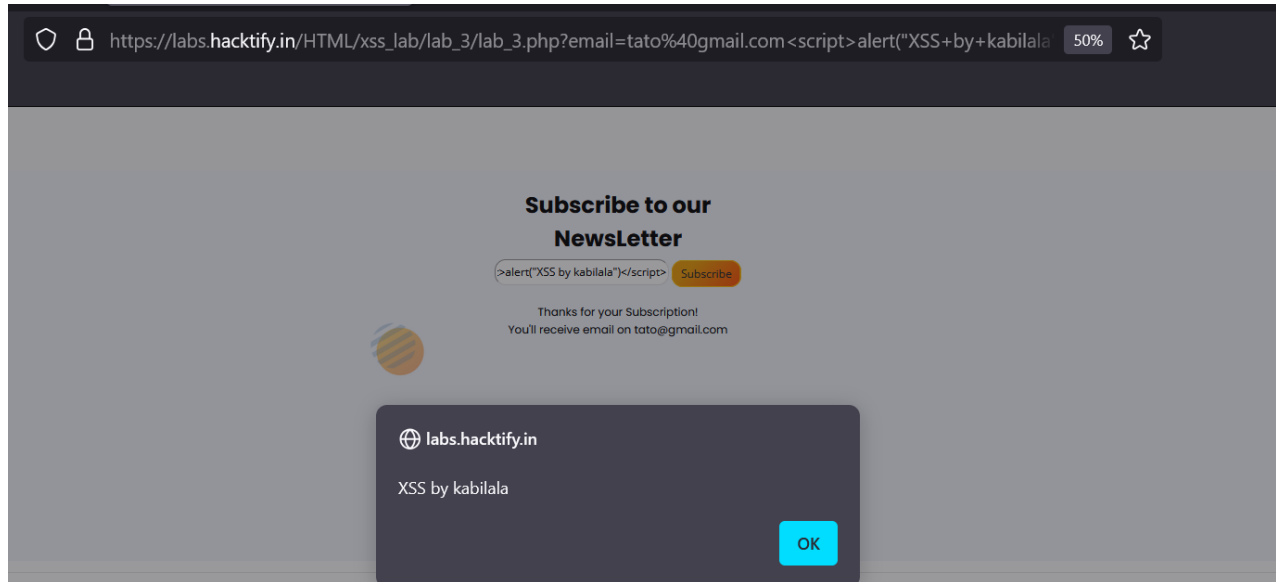 https://labs.hacktify.in/HTML/xss_lab/lab_3/lab_3.php?email=tato%40gmail.com<script>alert("XSS+by+kabilala 50%
Subscribe to our
NewsLetter
>alert("XSS by kabilala")</script> Subscribe
Thanks for your Subscription!
You'll receive email on tato@gmail.com
labs.hacktify.in
XSS by kabilala
OK